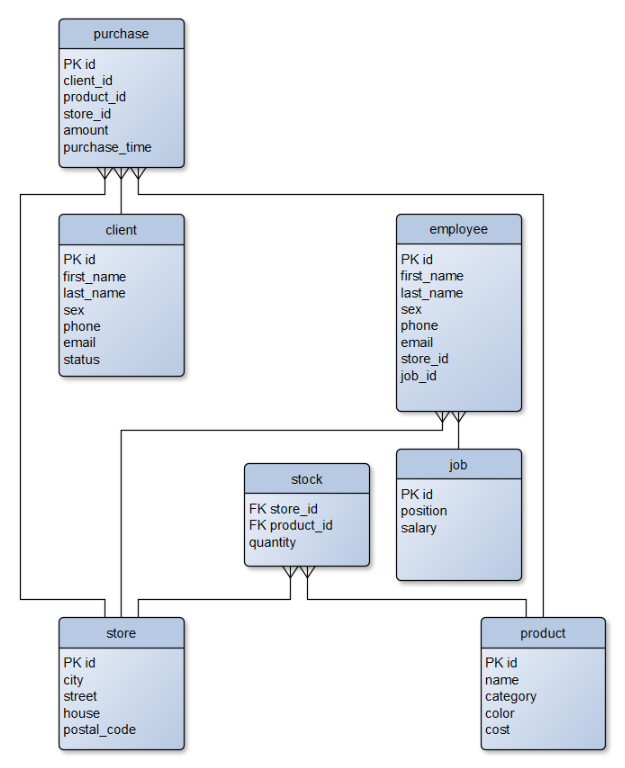 purchase
PK id
client_id
product_id
store_id
amount
purchase_time
client
PK id
first_name
last_name
sex
phone
email
status
employee
PK id
first_name
last_name
sex
phone
email
store_id
job_id
job
PK id
position
salary
stock
FK store_id
FK product_id
quantity
store
PK id
city
street
house
postal_code
product
PK id
name
category
color
cost